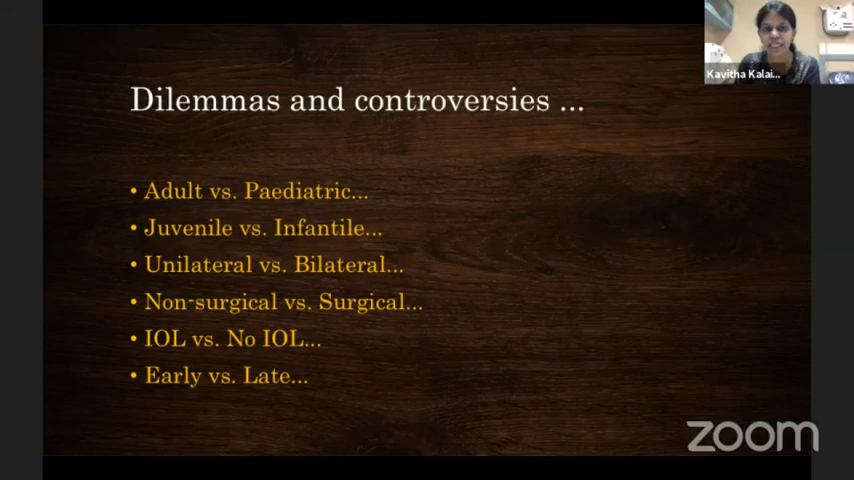 Kavitha Kalai...
Dilemmas and controversies ...
• Adult vs. Paediatric...
• Juvenile vs. Infantile...
• Unilateral vs. Bilateral...
• Non-surgical vs. Surgical...
• IOL vs. No IOL...
• Early vs. Late...
zoom